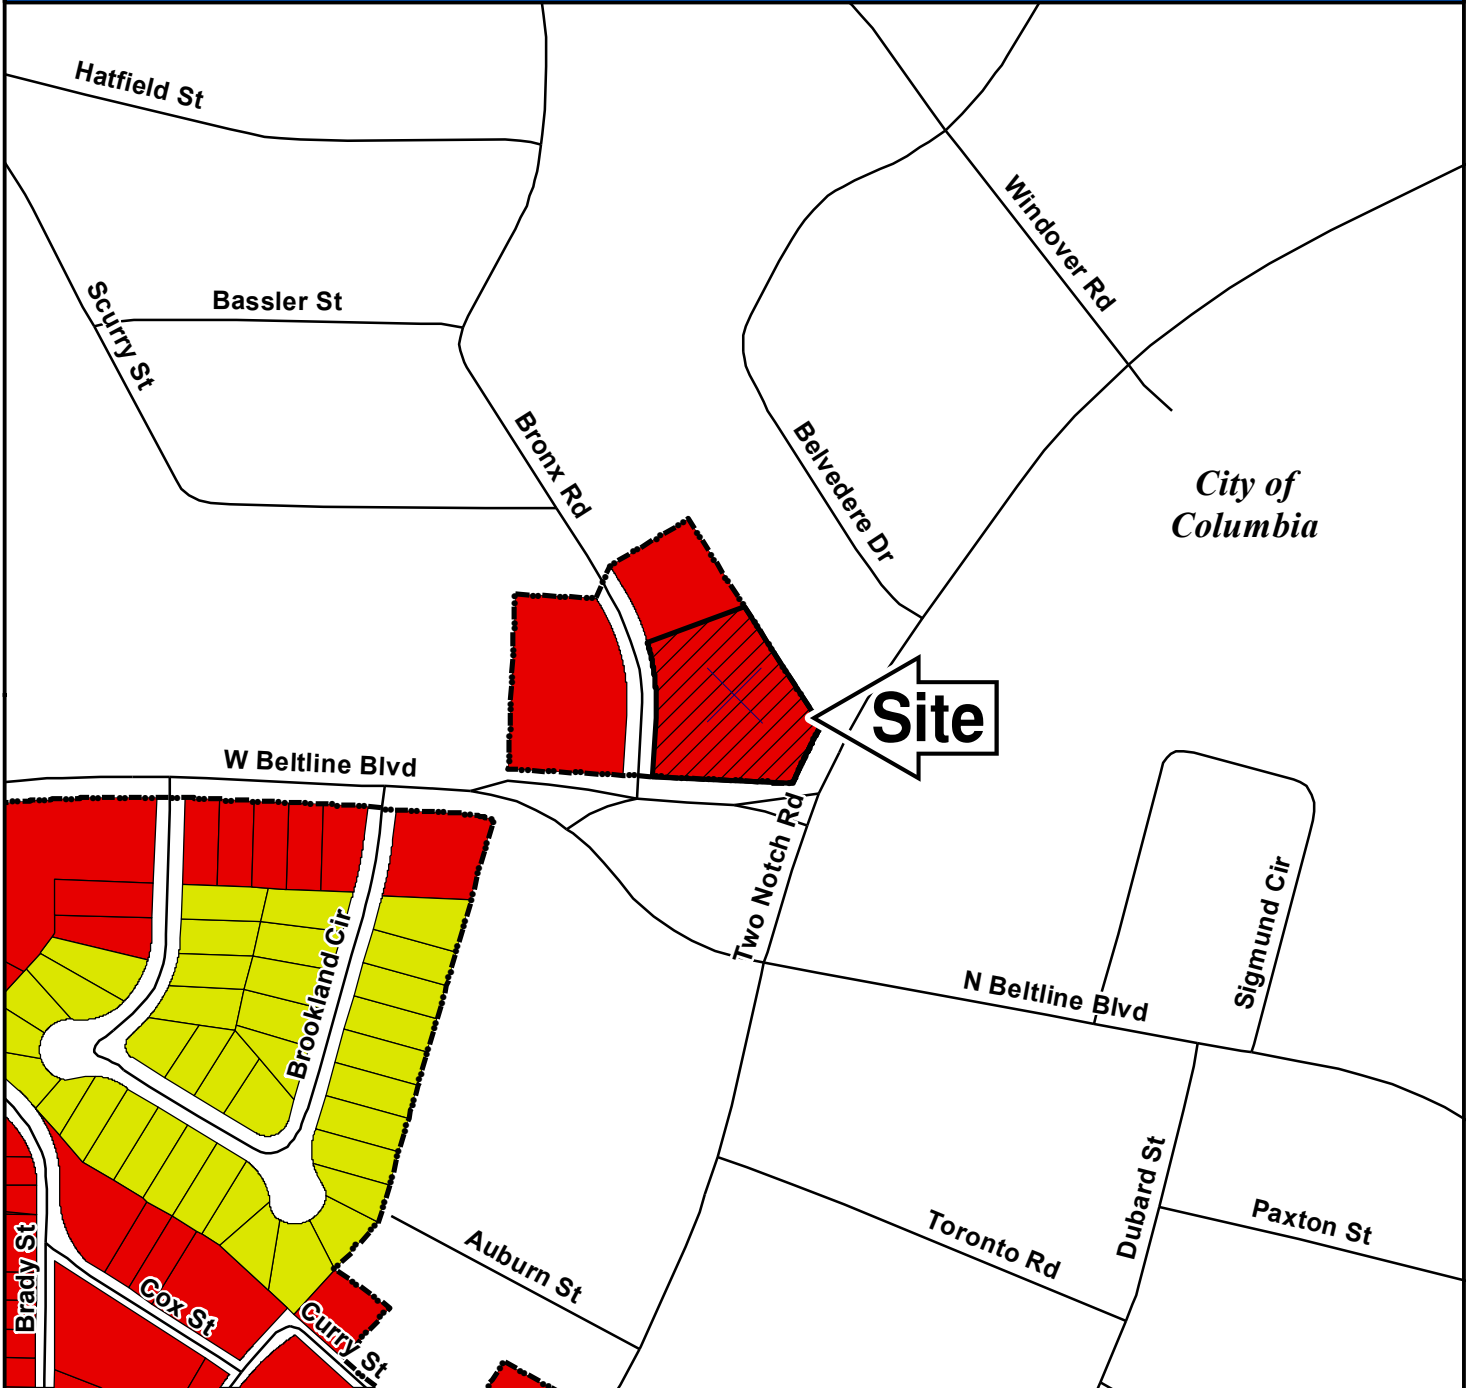 Hatfield St
Windover Rd
Scurry St
Bassler St
Bronx Rd
Belvedere Dr
City of
Columbia
Site
W Beltline Blvd
Two Notch Rd
Sigmund Cir
Brookland Cir
N Beltline Blvd
Dubard St
Paxton St
Toronto Rd
Auburn St
Brady St
Cox St
Curry St